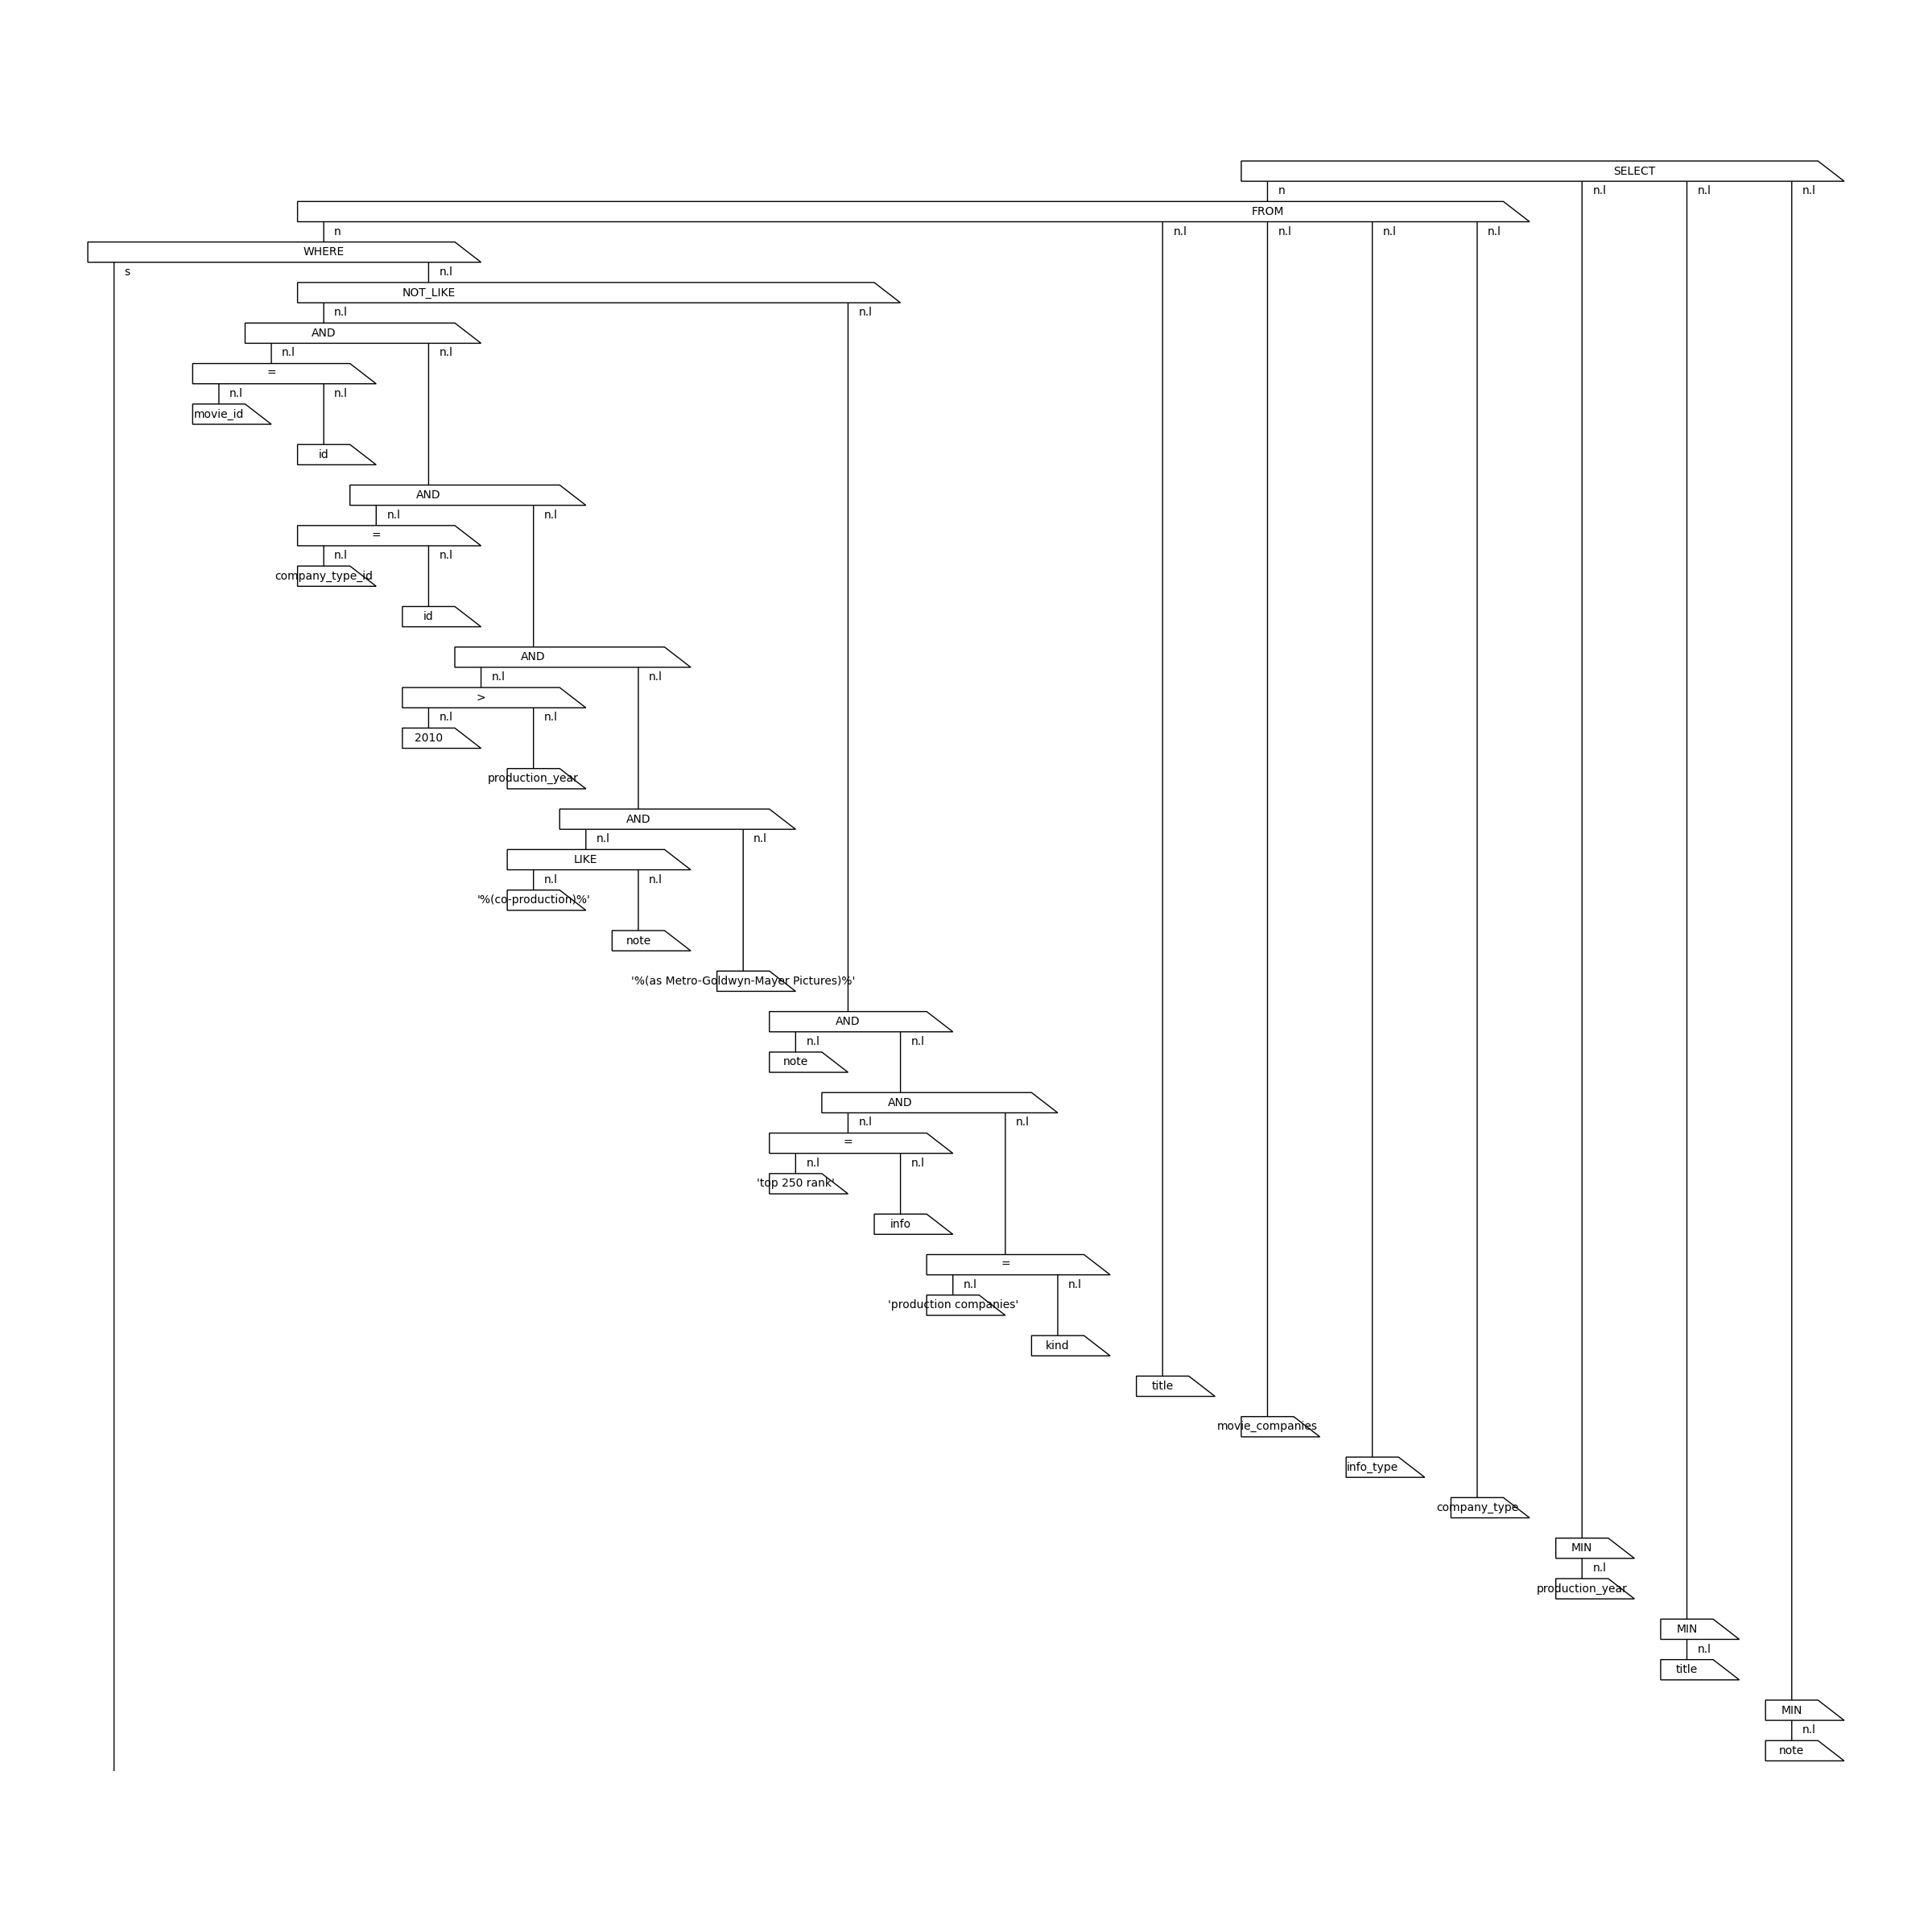 SELECT
n n.l n.l n.l
FROM
n n.l n.l n.l n.l
WHERE
s n.l
NOT_LIKE
n.l n.l
AND
n.l n.l
=
n.l n.l
movie_id
id
AND
n.l n.l
=
n.l n.l
company_type_id
id
AND
n.l n.l
>
n.l n.l
2010
production_year
AND
n.l n.l
LIKE
n.l n.l
'%(co-production)%'
note
'%(as Metro-Goldwyn-Mayer Pictures)%'
AND
n.l n.l
note
AND
n.l n.l
=
n.l n.l
'top 250 rank'
info
=
n.l n.l
'production companies'
kind
title
movie_companies
info_type
company_type
MIN
n.l
production_year
MIN
n.l
title
MIN
n.l
note